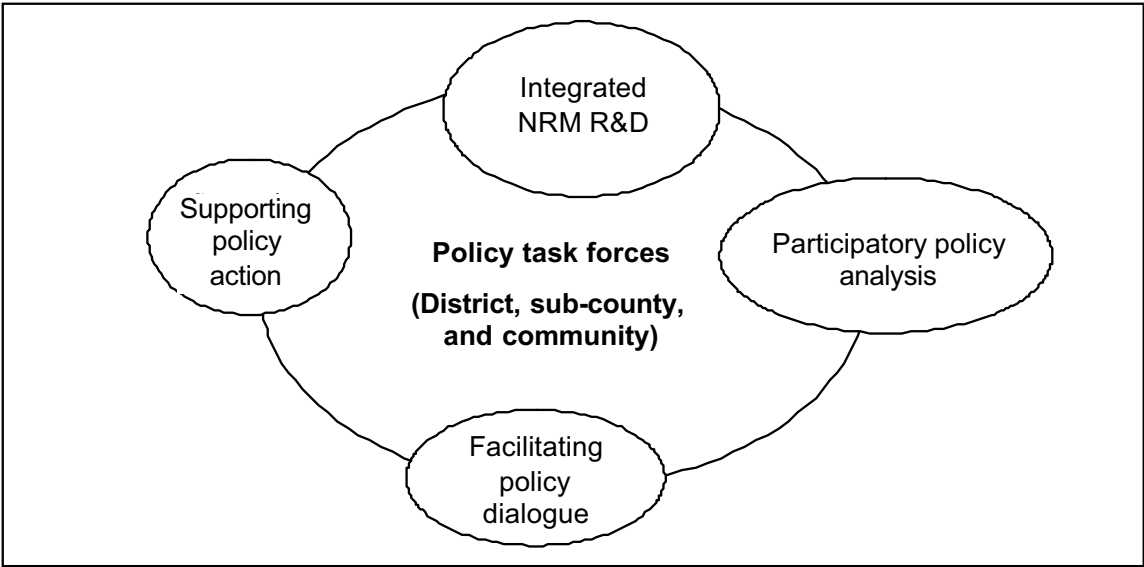 Integrated
NRM R&D
Supporting
policy
action
Participatory policy
analysis
Policy task forces
(District, sub-county,
and community)
Facilitating
policy
dialogue